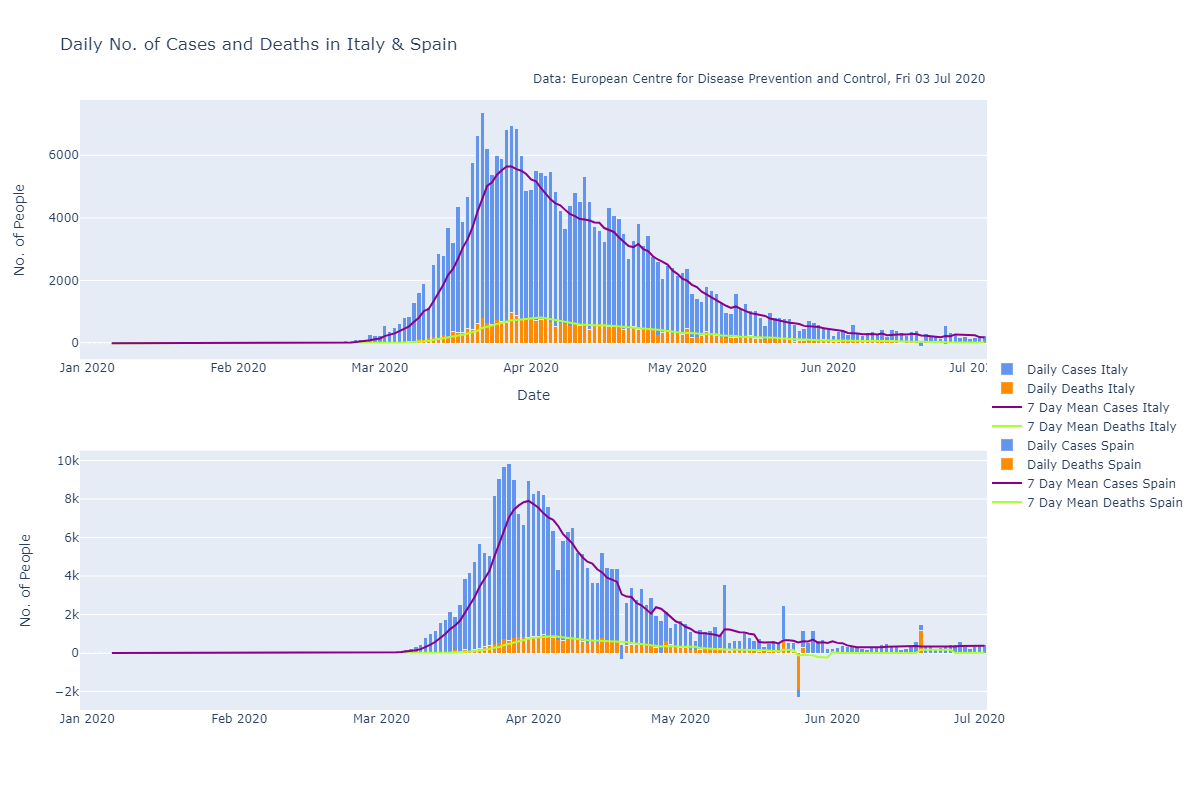 Daily No. of Cases and Deaths in Italy & Spain
Data: European Centre for Disease Prevention and Control, Fri 03 Jul 2020
No. of People
6000
4000
2000
0
Jan 2020 Feb 2020 Mar 2020 Apr 2020 May 2020 Jun 2020 Jul 202
Date
Daily Cases Italy
Daily Deaths Italy
7 Day Mean Cases Italy
7 Day Mean Deaths Italy
Daily Cases Spain
Daily Deaths Spain
7 Day Mean Cases Spain
7 Day Mean Deaths Spain
No. of People
10k
8k
6k
4k
2k
0
−2k
Jan 2020 Feb 2020 Mar 2020 Apr 2020 May 2020 Jun 2020 Jul 2020